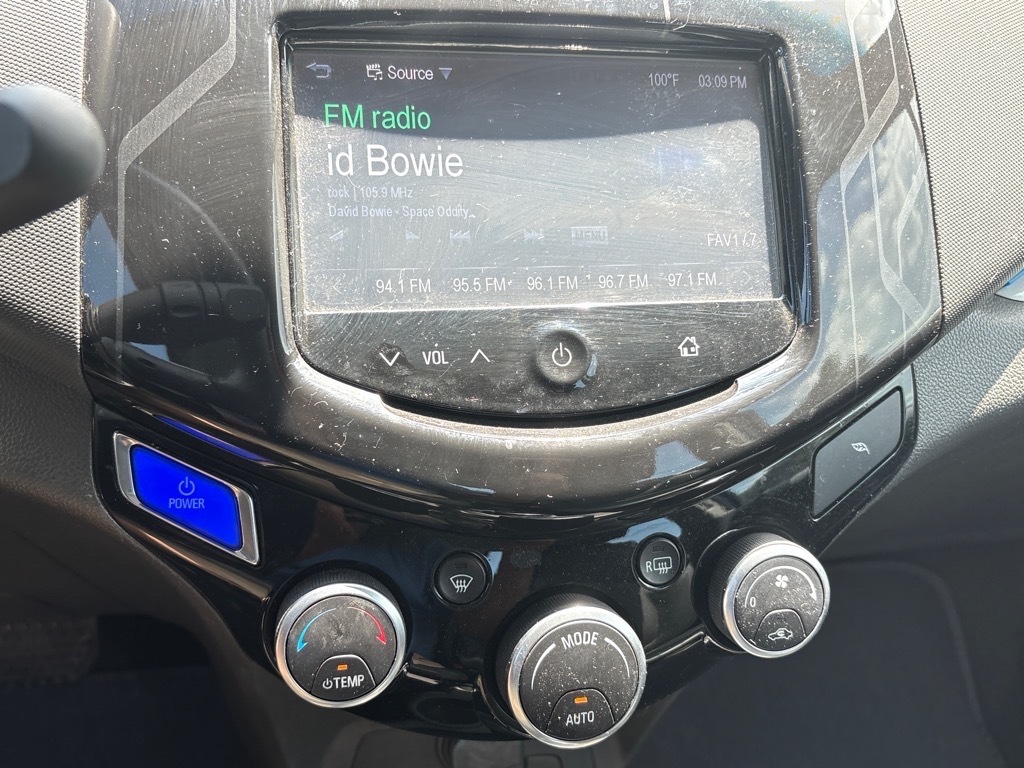 Source
100°F 03:09 PM
FM radio
id Bowie
rock | 105.9 MHz
David Bowie - Space Oddity
MENU
FAV1 / 7
94.1 FM 95.5 FM 96.1 FM 96.7 FM 97.1 FM
VOL
POWER
R
0
MODE
TEMP
AUTO